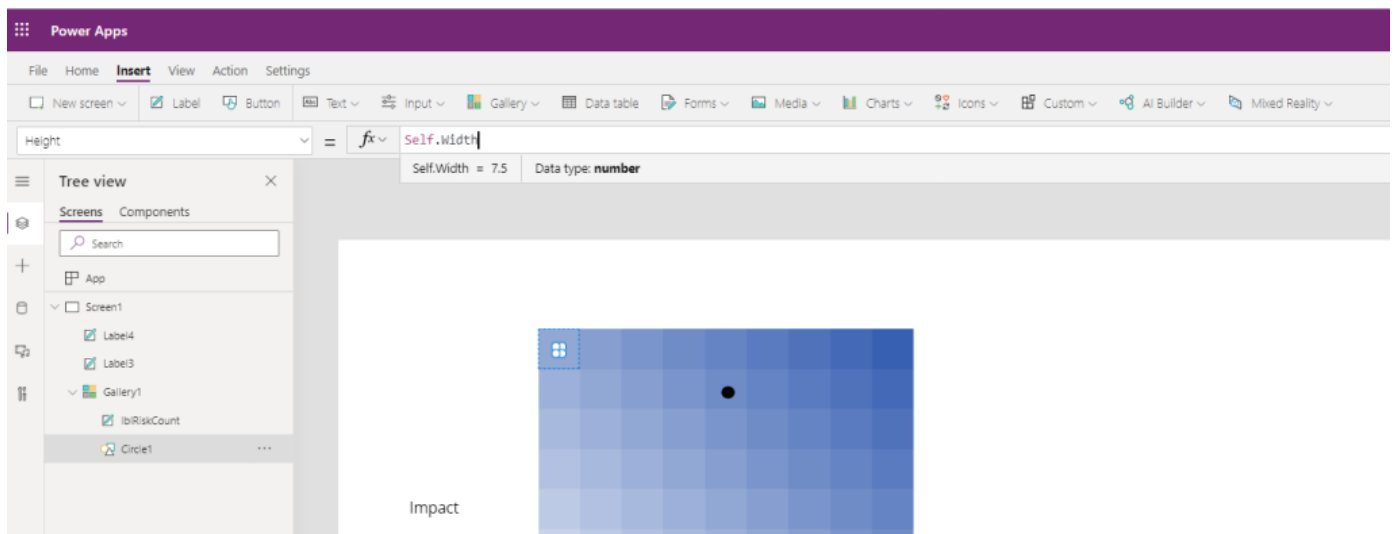 Power Apps
File Home Insert View Action Settings
New screen Label Button Text Input Gallery Data table Forms Media Charts Icons Custom AI Builder Mixed Reality
Height = fx Self.Width
Self.Width = 7.5 Data type: number
Tree view
Screens Components
Search
App
Screen1
Label4
Label3
Gallery1
lblRiskCount
Circle1
Impact